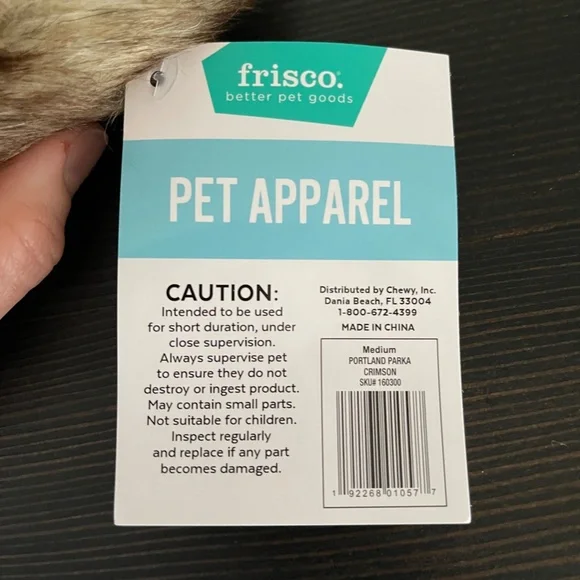 frisco.
better pet goods
PET APPAREL
CAUTION:
Intended to be used
for short duration, under
close supervision.
Always supervise pet
to ensure they do not
destroy or ingest product.
May contain small parts.
Not suitable for children.
Inspect regularly
and replace if any part
becomes damaged.
Distributed by Chewy, Inc.
Dania Beach, FL 33004
1-800-672-4399
MADE IN CHINA
Medium
PORTLAND PARKA
CRIMSON
SKU# 160300
1 92268 01057 7